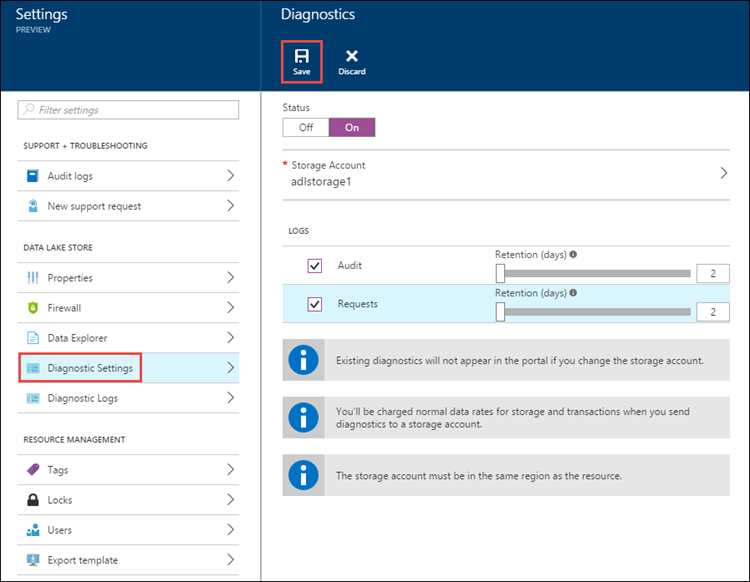 Settings
PREVIEW
Filter settings
SUPPORT + TROUBLESHOOTING
Audit logs
New support request
DATA LAKE STORE
Properties
Firewall
Data Explorer
Diagnostic Settings
Diagnostic Logs
RESOURCE MANAGEMENT
Tags
Locks
Users
Export template
Diagnostics
Save
Discard
Status
Off
On
* Storage Account
adlstorage1
LOGS
Audit
Retention (days)
2
Requests
Retention (days)
2
Existing diagnostics will not appear in the portal if you change the storage account.
You'll be charged normal data rates for storage and transactions when you send
diagnostics to a storage account.
The storage account must be in the same region as the resource.